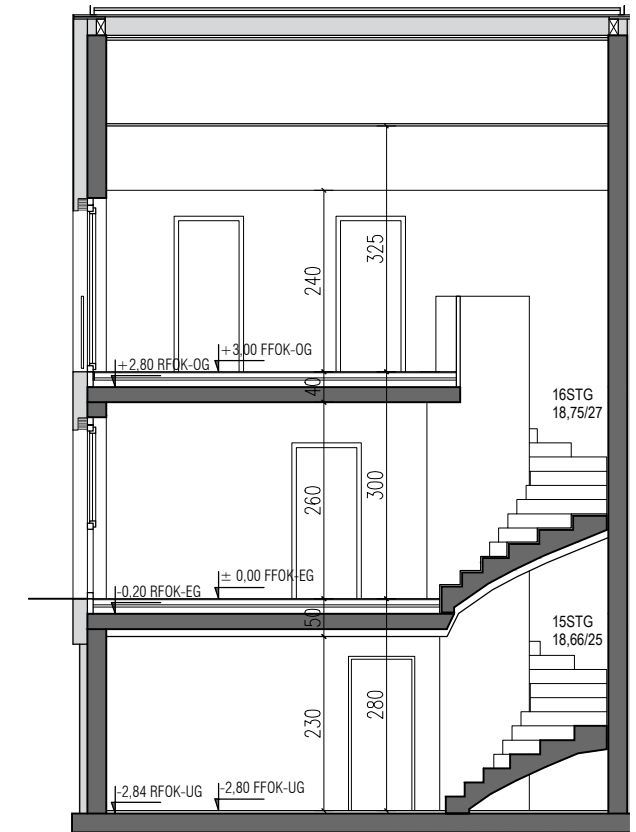 325
240
+3,00 FFOK-OG
+2,80 RFOK-OG
40
16STG
18,75/27
260
300
± 0,00 FFOK-EG
-0,20 RFOK-EG
50
15STG
18,66/25
230
280
-2,84 RFOK-UG
-2,80 FFOK-UG